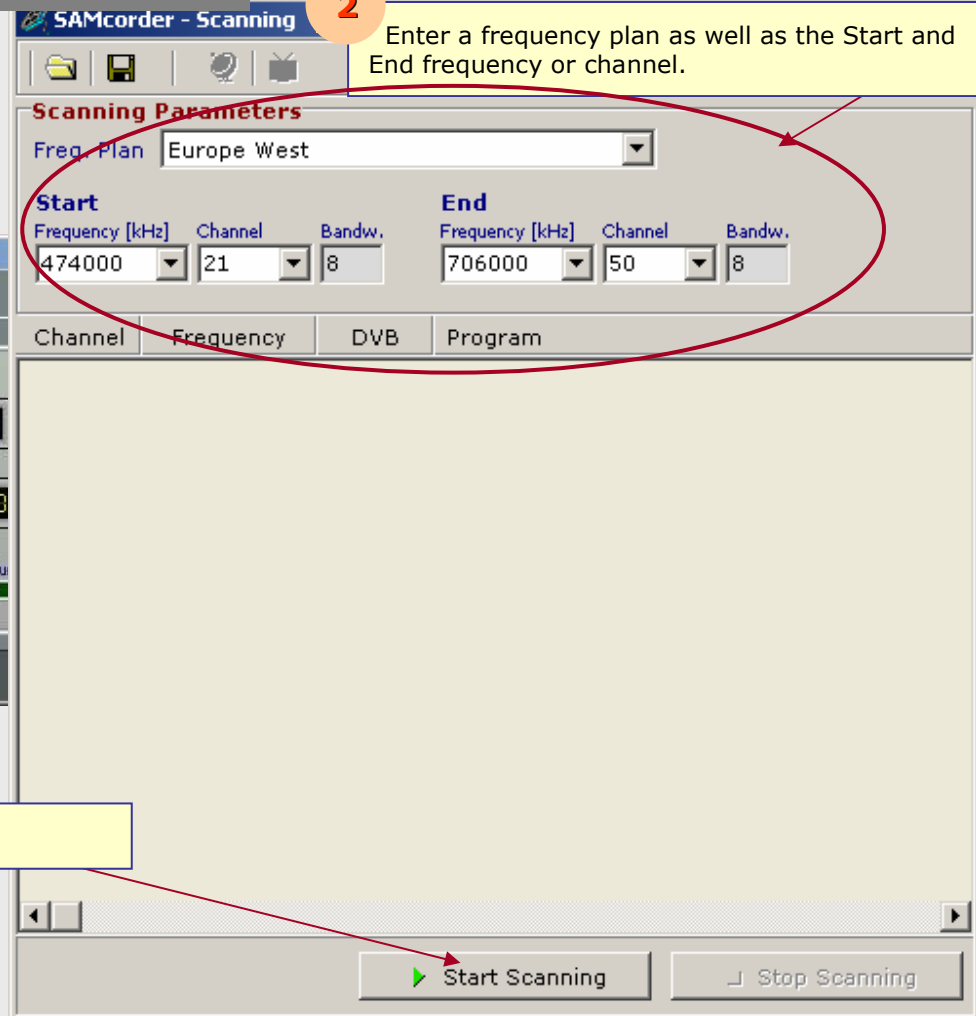 SAMcorder - Scanning
2
Enter a frequency plan as well as the Start and
End frequency or channel.
Scanning Parameters
Freq. Plan Europe West
Start End
Frequency [kHz] Channel Bandw. Frequency [kHz] Channel Bandw.
474000 21 8 706000 50 8
Channel Frequency DVB Program
Start Scanning Stop Scanning